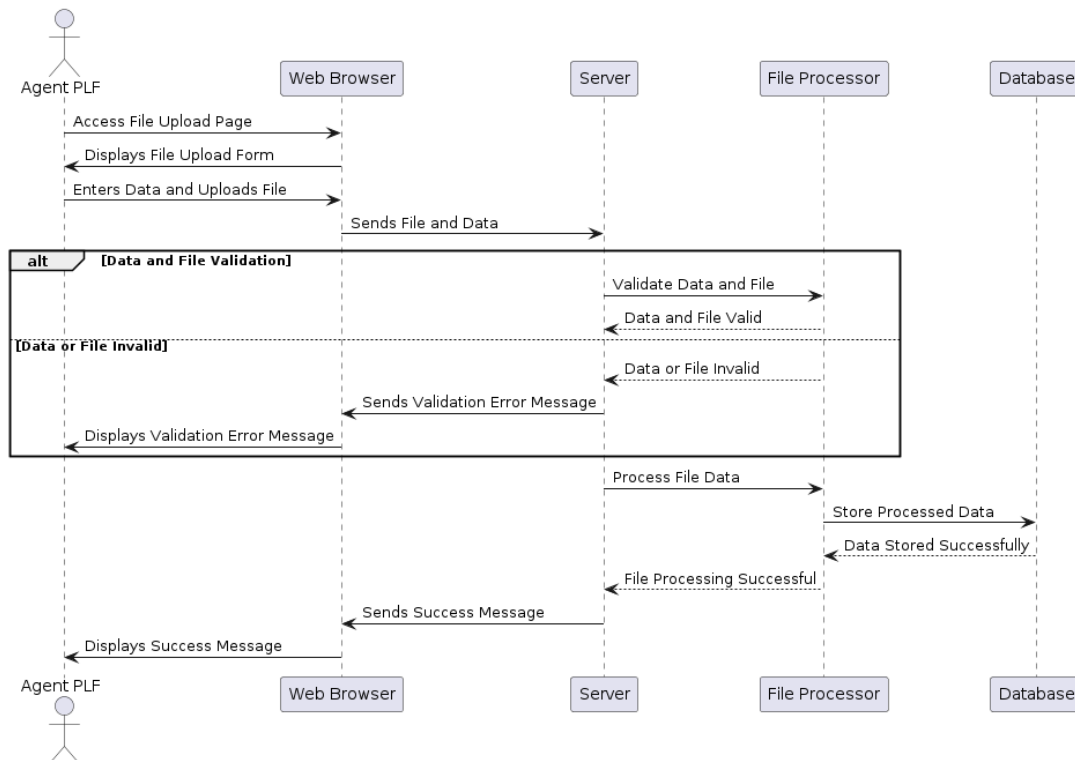 Agent PLF
Web Browser
Server
File Processor
Database
Access File Upload Page
Displays File Upload Form
Enters Data and Uploads File
Sends File and Data
alt
[Data and File Validation]
Validate Data and File
Data and File Valid
[Data or File Invalid]
Data or File Invalid
Sends Validation Error Message
Displays Validation Error Message
Process File Data
Store Processed Data
Data Stored Successfully
File Processing Successful
Sends Success Message
Displays Success Message
Agent PLF
Web Browser
Server
File Processor
Database